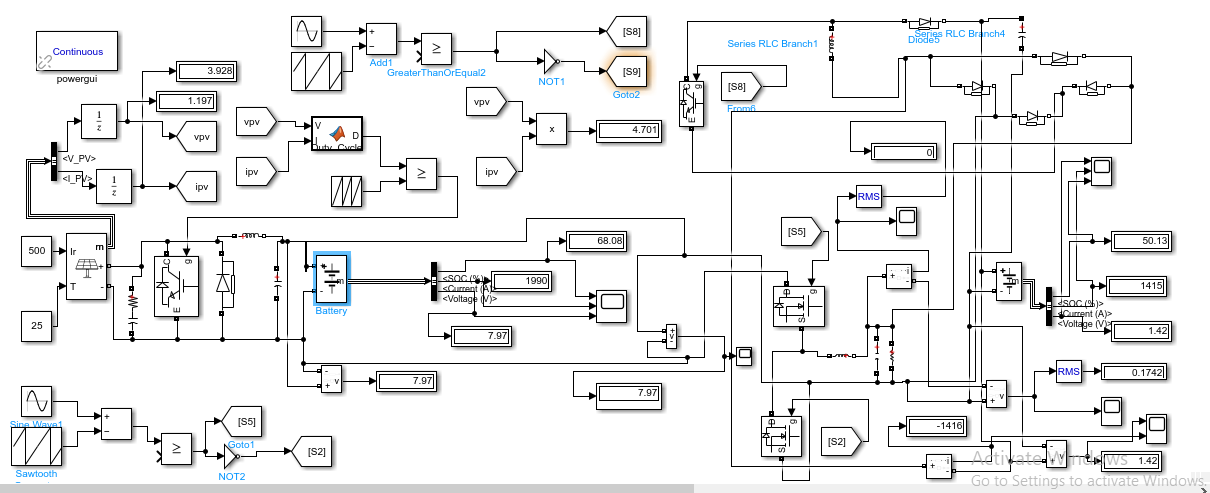 Continuous
powergui
3.928
1.197
1
z
1
z
vpv
ipv
<V_PV>
<I_PV>
500
25
Ir
T
m
+
-
Add1
GreaterThanOrEqual2
≥
NOT1
[S8]
[S9]
Goto2
vpv
ipv
V
I
D
Duty_Cycle
≥
vpv
ipv
x
4.701
Series RLC Branch1
Diode5
Series RLC Branch4
[S8]
From6
C
g
E
0
RMS
[S5]
50.13
1415
1.42
<SOC (%)>
<Current (A)>
<Voltage (V)>
C
g
E
Battery
m
68.08
1990
7.97
<SOC (%)>
<Current (A)>
<Voltage (V)>
v
7.97
v
7.97
D
g
S
i
D
g
S
[S2]
RMS
0.1742
v
-1416
i
v
1.42
Sine Wave1
Sawtooth
≥
[S5]
Goto1
NOT2
[S2]
Activate Windows
Go to Settings to activate Windows.